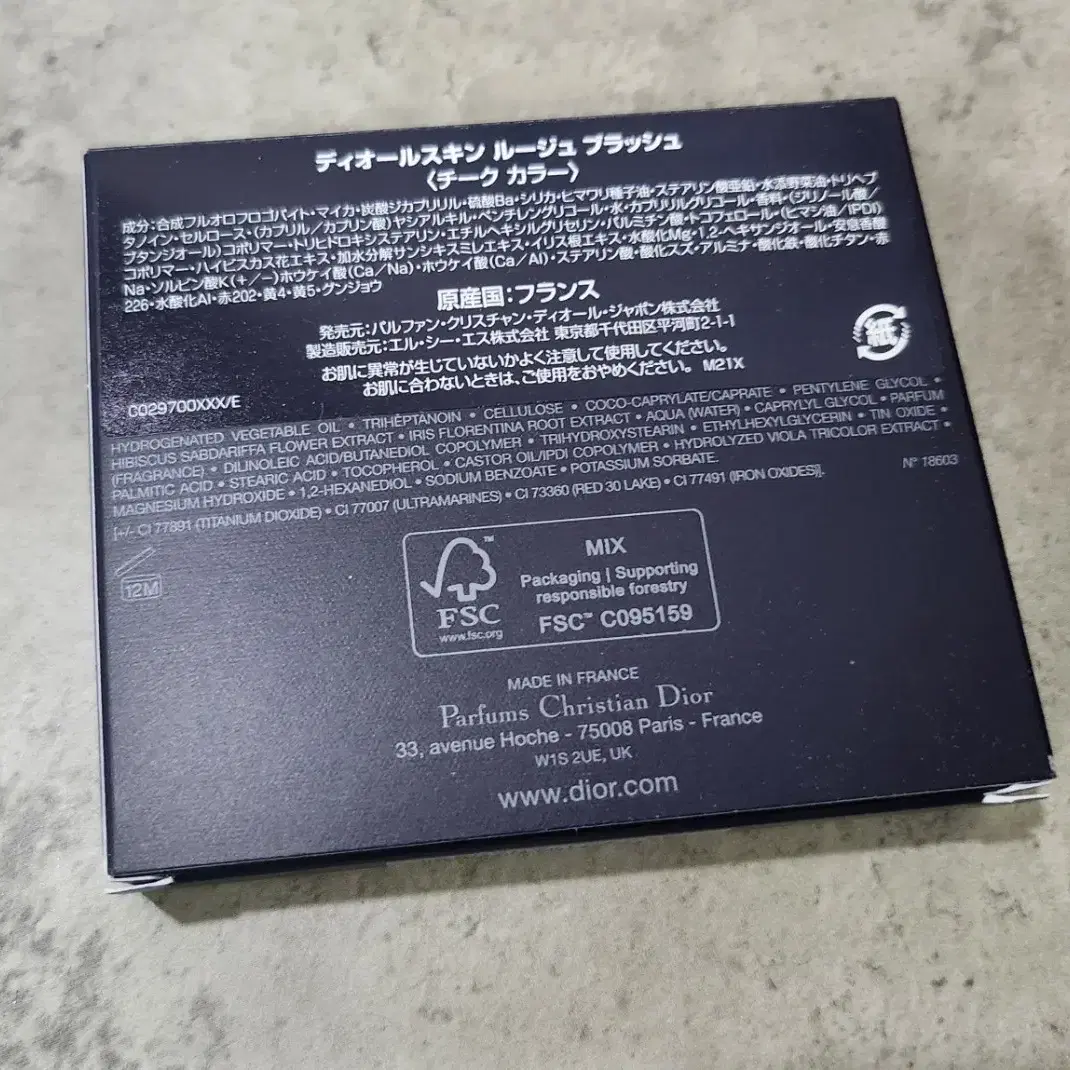 ディオールスキン ルージュ ブラッシュ
〈チーク カラー〉
成分:合成フルオロフロゴパイト・マイカ・炭酸ジカプリリル・硫酸Ba・シリカ・ヒマワリ種子油・ステアリン酸亜鉛・水添野菜油・トリヘプ
タノイン・セルロース・(カプリル/カプリン酸)ヤシアルキル・ペンチレングリコール・水・カプリリルグリコール・香料・(リノール酸/
ブタンジオール)コポリマー・トリヒドロキシステアリン・エチルヘキシルグリセリン・パルミチン酸・トコフェロール・(ヒマシ油/IPDI)
コポリマー・ハイビスカス花エキス・加水分解サンシキスミレエキス・イリス根エキス・水酸化Mg・1,2-ヘキサンジオール・安息香酸
Na・ソルビン酸K(+/-)ホウケイ酸(Ca/Na)・ホウケイ酸(Ca/Al)・ステアリン酸・酸化スズ・アルミナ・酸化鉄・酸化チタン・赤
226・水酸化Al・赤202・黄4・黄5・グンジョウ
原産国:フランス
発売元:パルファン・クリスチャン・ディオール・ジャポン株式会社
製造販売元:エル・シー・エス株式会社 東京都千代田区平河町2-1-1
お肌に異常が生じていないかよく注意して使用してください。
お肌に合わないときは、ご使用をおやめください。 M21X
紙
C029700XXX/E
HYDROGENATED VEGETABLE OIL • TRIHEPTANOIN • CELLULOSE • COCO-CAPRYLATE/CAPRATE • PENTYLENE GLYCOL •
HIBISCUS SABDARIFFA FLOWER EXTRACT • IRIS FLORENTINA ROOT EXTRACT • AQUA (WATER) • CAPRYLYL GLYCOL • PARFUM
(FRAGRANCE) • DILINOLEIC ACID/BUTANEDIOL COPOLYMER • TRIHYDROXYSTEARIN • ETHYLHEXYLGLYCERIN • TIN OXIDE •
PALMITIC ACID • STEARIC ACID • TOCOPHEROL • CASTOR OIL/IPDI COPOLYMER • HYDROLYZED VIOLA TRICOLOR EXTRACT •
MAGNESIUM HYDROXIDE • 1,2-HEXANEDIOL • SODIUM BENZOATE • POTASSIUM SORBATE.
[+/- CI 77891 (TITANIUM DIOXIDE) • CI 77007 (ULTRAMARINES) • CI 73360 (RED 30 LAKE) • CI 77491 (IRON OXIDES)].
N° 18603
12M
FSC™
www.fsc.org
MIX
Packaging | Supporting
responsible forestry
FSC™ C095159
MADE IN FRANCE
Parfums Christian Dior
33, avenue Hoche - 75008 Paris - France
W1S 2UE, UK
www.dior.com